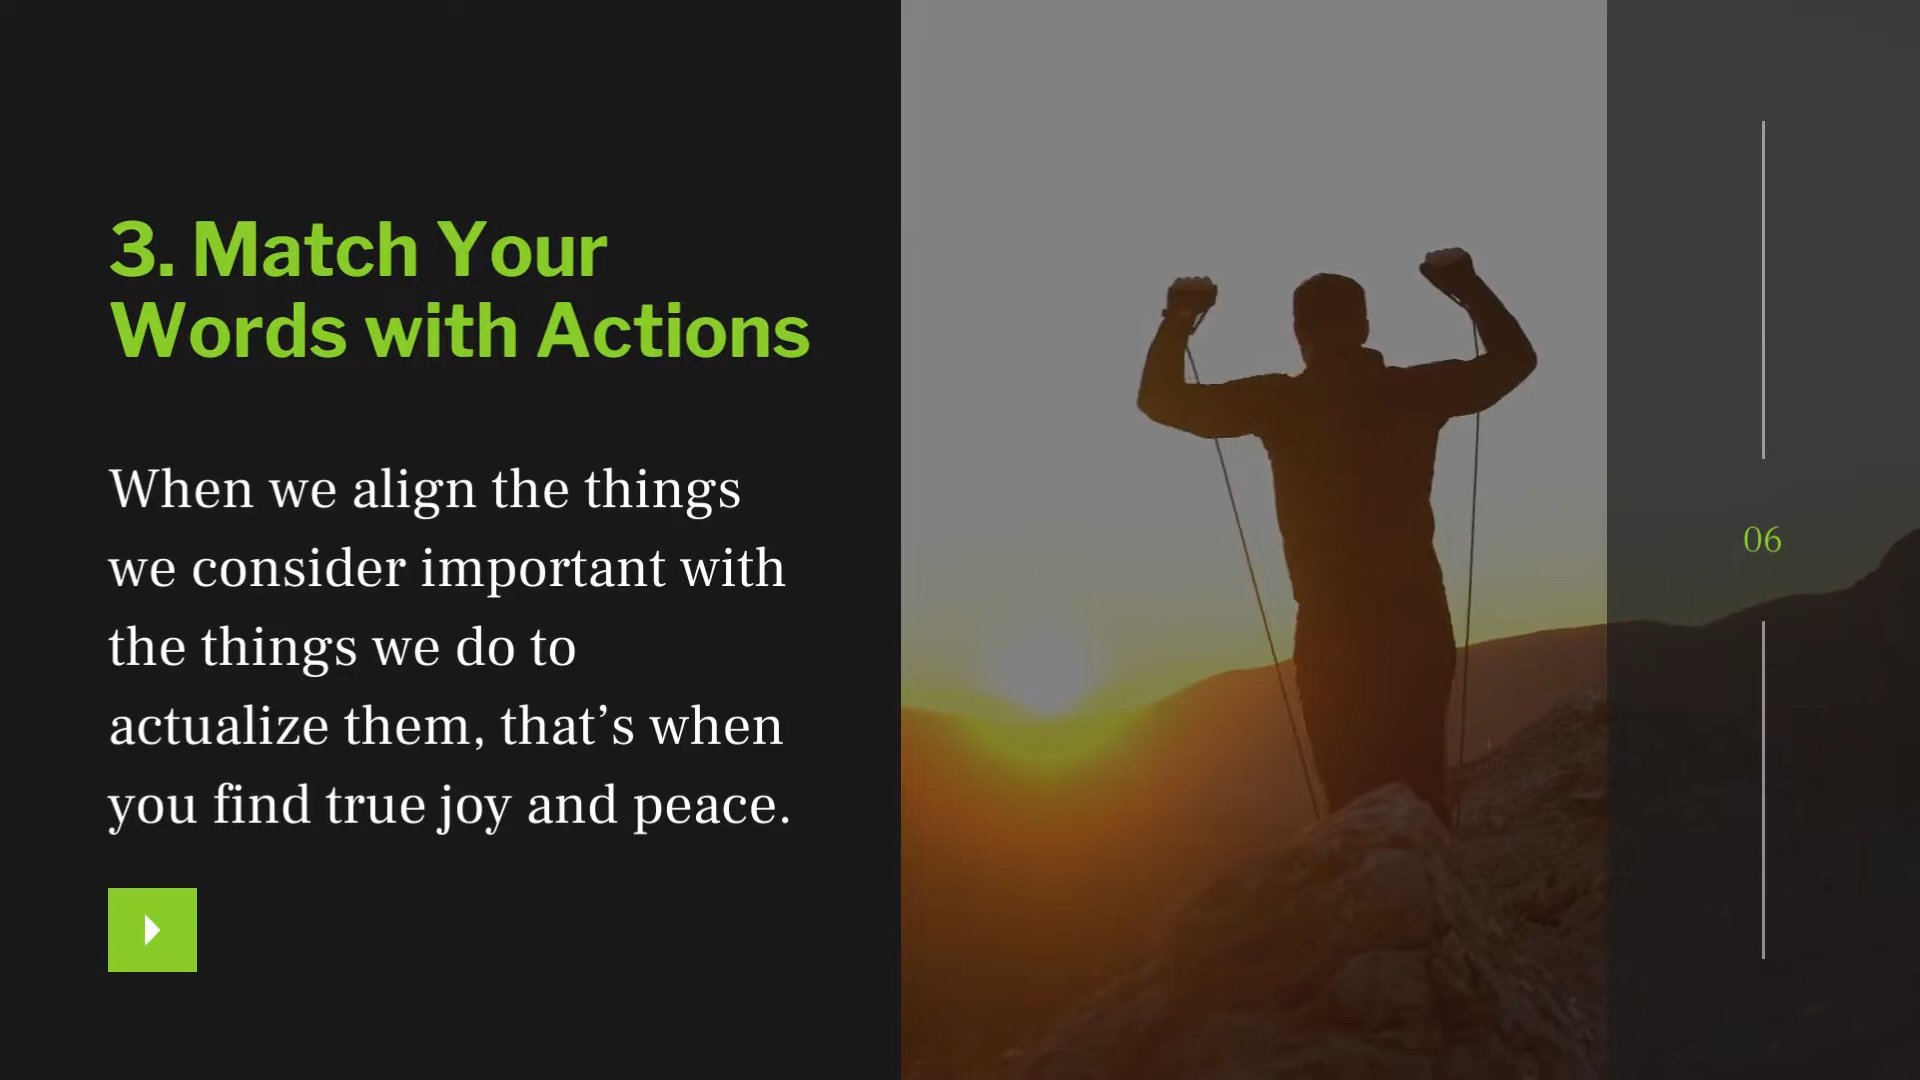 3. Match Your
Words with Actions
When we align the things
we consider important with
the things we do to
actualize them, that’s when
you find true joy and peace.
06